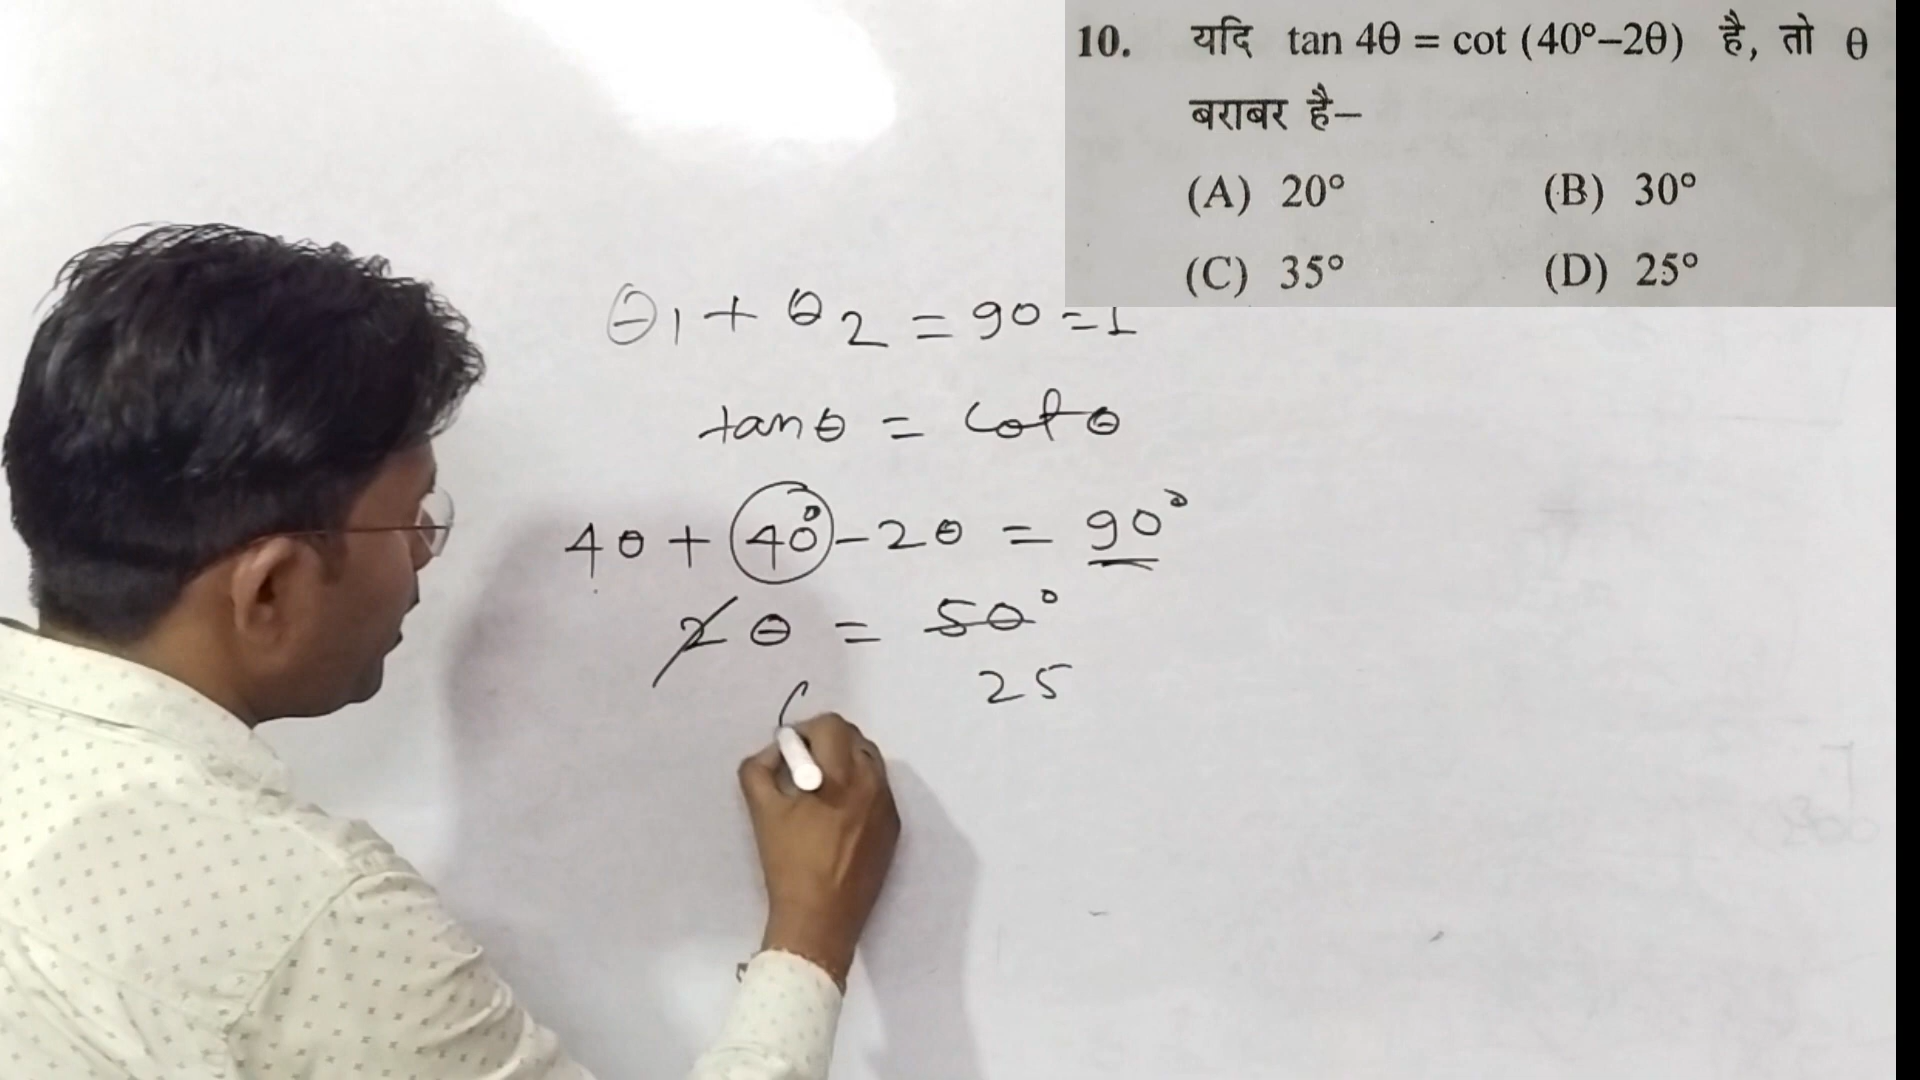 10. यदि tan 4θ = cot (40°–2θ) है, तो θ
बराबर है–
(A) 20° (B) 30°
(C) 35° (D) 25°
θ1 + θ2 = 90 = 1
tanθ = cotθ
4θ + 40° - 2θ = 90°
2θ = 50°
25